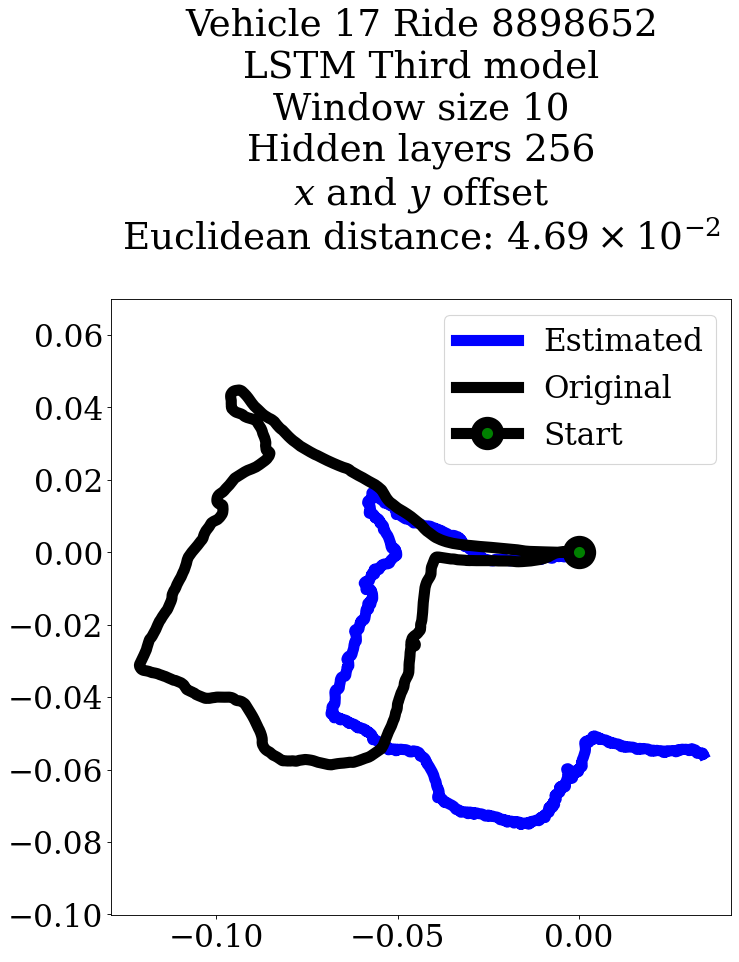 Vehicle 17 Ride 8898652
LSTM Third model
Window size 10
Hidden layers 256
x and y offset
Euclidean distance: 4.69 × 10⁻²
Estimated
Original
Start
0.06
0.04
0.02
0.00
−0.02
−0.04
−0.06
−0.08
−0.10
−0.10 −0.05 0.00